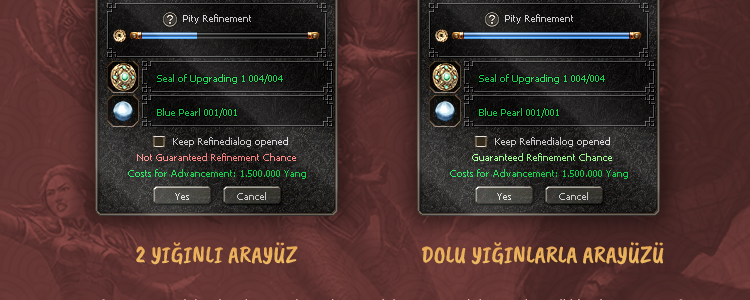 ? Pity Refinement
Seal of Upgrading 1 004/004
Blue Pearl 001/001
Keep Refinedialog opened
Not Guaranteed Refinement Chance
Costs for Advancement: 1.500.000 Yang
Yes Cancel
2 YIĞINLI ARAYÜZ
? Pity Refinement
Seal of Upgrading 1 004/004
Blue Pearl 001/001
Keep Refinedialog opened
Guaranteed Refinement Chance
Costs for Advancement: 1.500.000 Yang
Yes Cancel
DOLU YIĞINLARLA ARAYÜZÜ